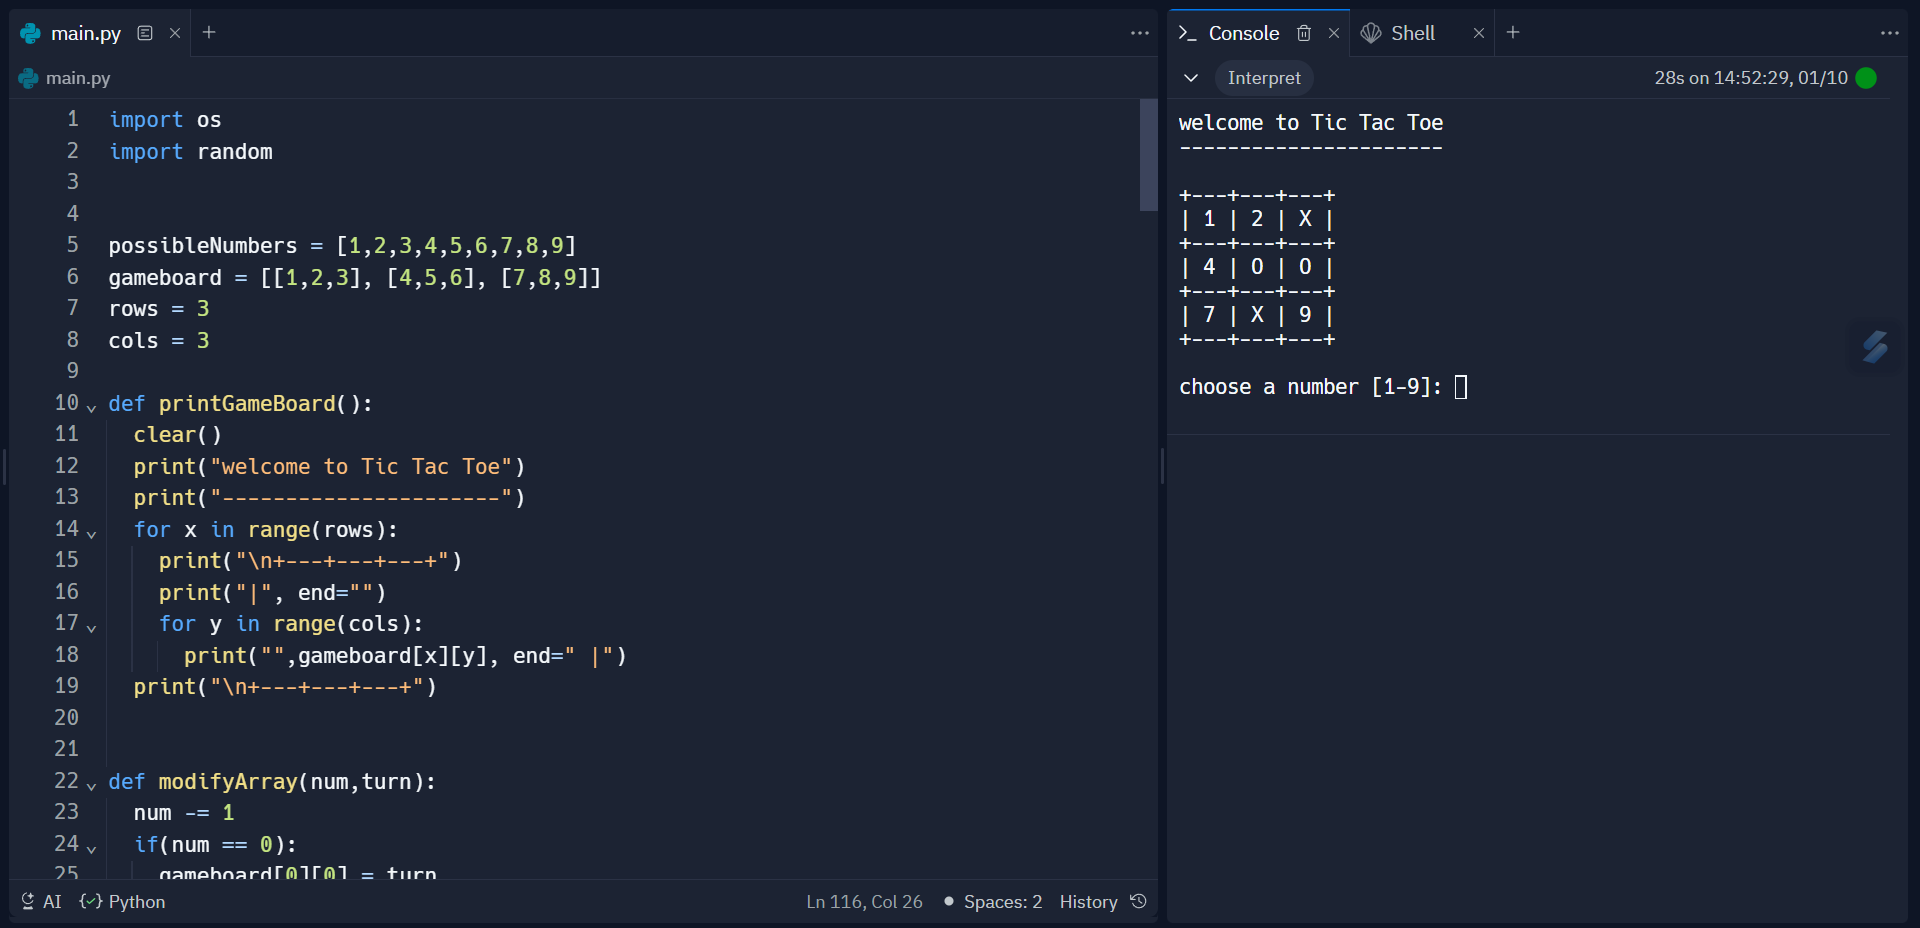 main.py
main.py
1 import os
2 import random
3
4
5 possibleNumbers = [1,2,3,4,5,6,7,8,9]
6 gameboard = [[1,2,3], [4,5,6], [7,8,9]]
7 rows = 3
8 cols = 3
9
10 def printGameBoard():
11   clear()
12   print("welcome to Tic Tac Toe")
13   print("----------------------")
14   for x in range(rows):
15     print("\n+---+---+---+")
16     print("|", end="")
17     for y in range(cols):
18       print("",gameboard[x][y], end=" |")
19   print("\n+---+---+---+")
20
21
22 def modifyArray(num,turn):
23   num -= 1
24   if(num == 0):
25     gameboard[0][0] = turn
AI Python Ln 116, Col 26 Spaces: 2 History
Console Shell
Interpret 28s on 14:52:29, 01/10
welcome to Tic Tac Toe
----------------------
+---+---+---+
| 1 | 2 | X |
+---+---+---+
| 4 | O | O |
+---+---+---+
| 7 | X | 9 |
+---+---+---+
choose a number [1-9]: